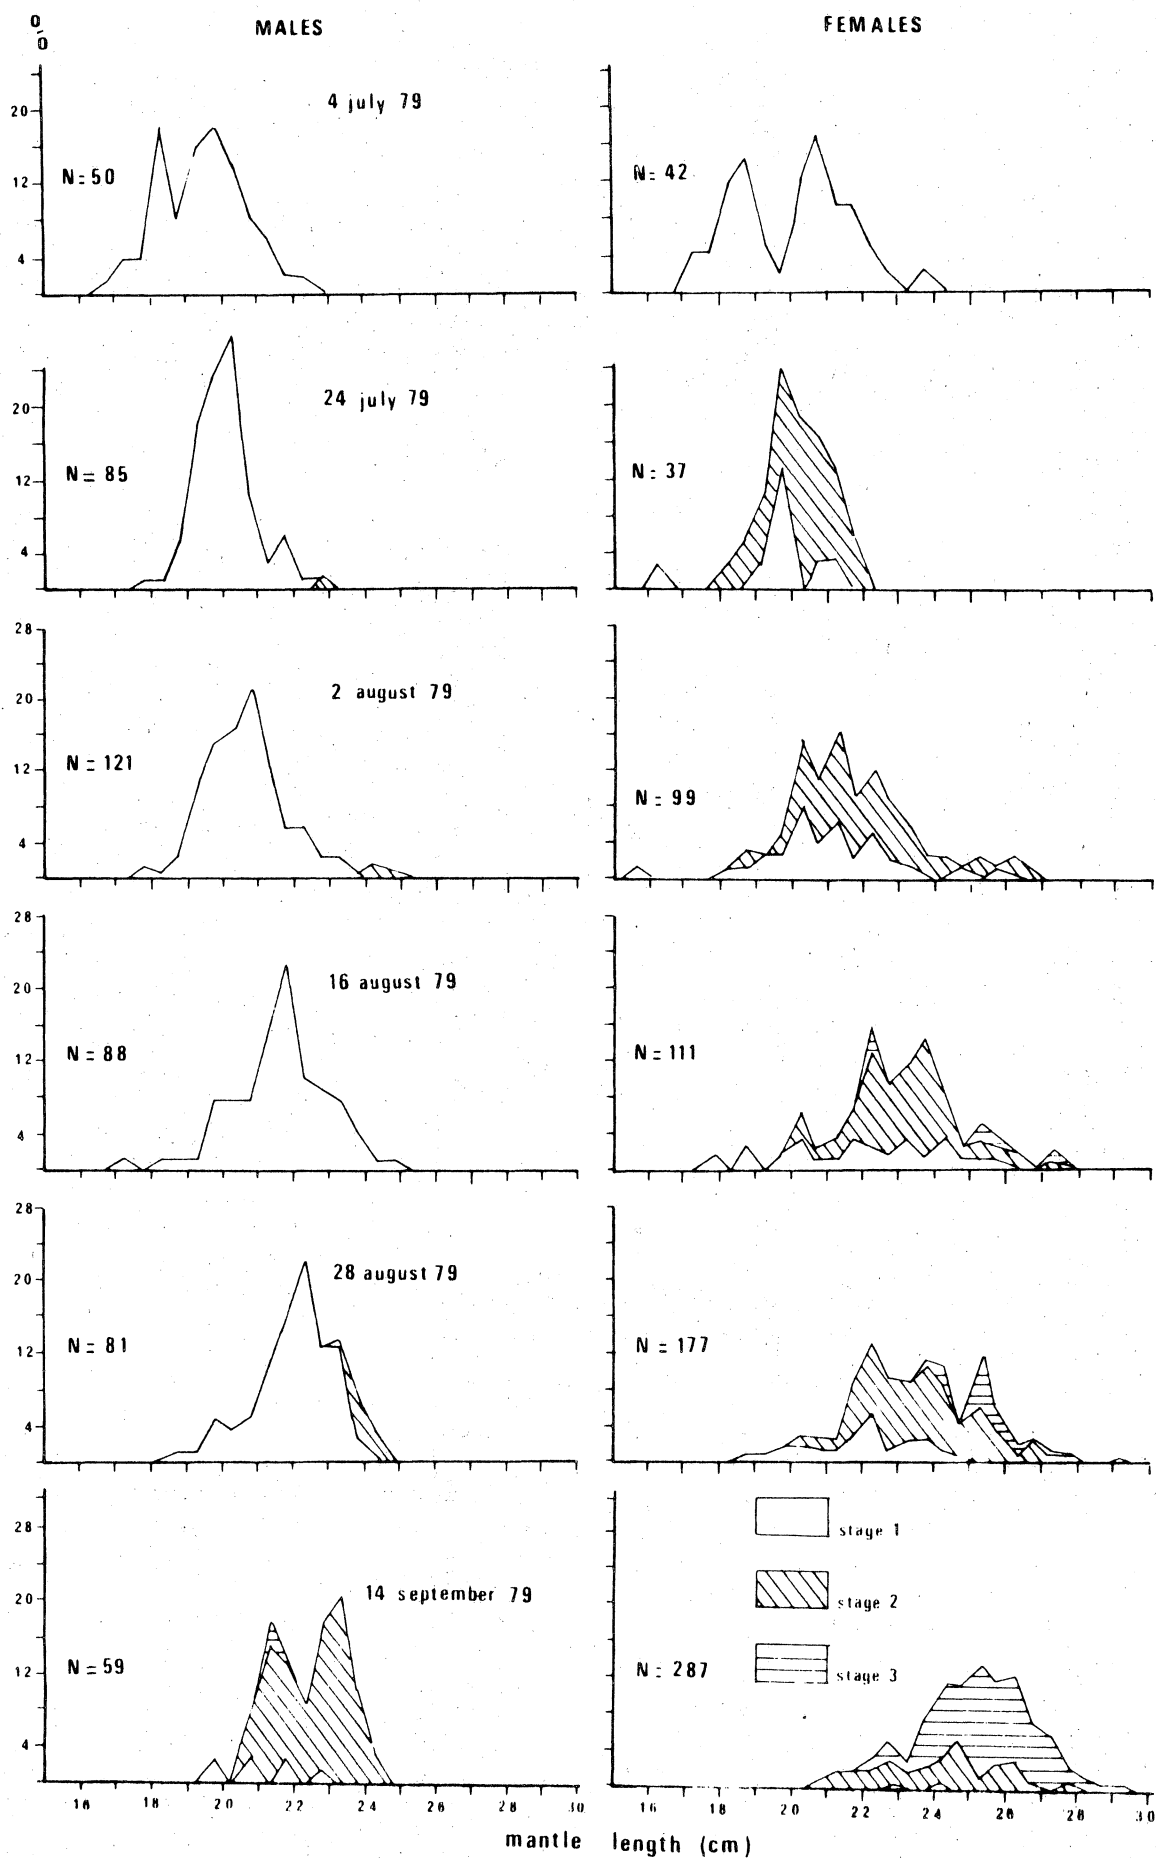 %
MALES FEMALES
4 july 79
20
12
4
N=50
N=42
24 july 79
20
12
4
N=85
N=37
2 august 79
28
20
12
4
N=121
N=99
16 august 79
28
20
12
4
N=88
N=111
28 august 79
28
20
12
4
N=81
N=177
14 september 79
28
20
12
4
N=59
N=287
stage 1
stage 2
stage 3
16 18 20 22 24 26 28 30 16 18 20 22 24 26 28 30
mantle length (cm)